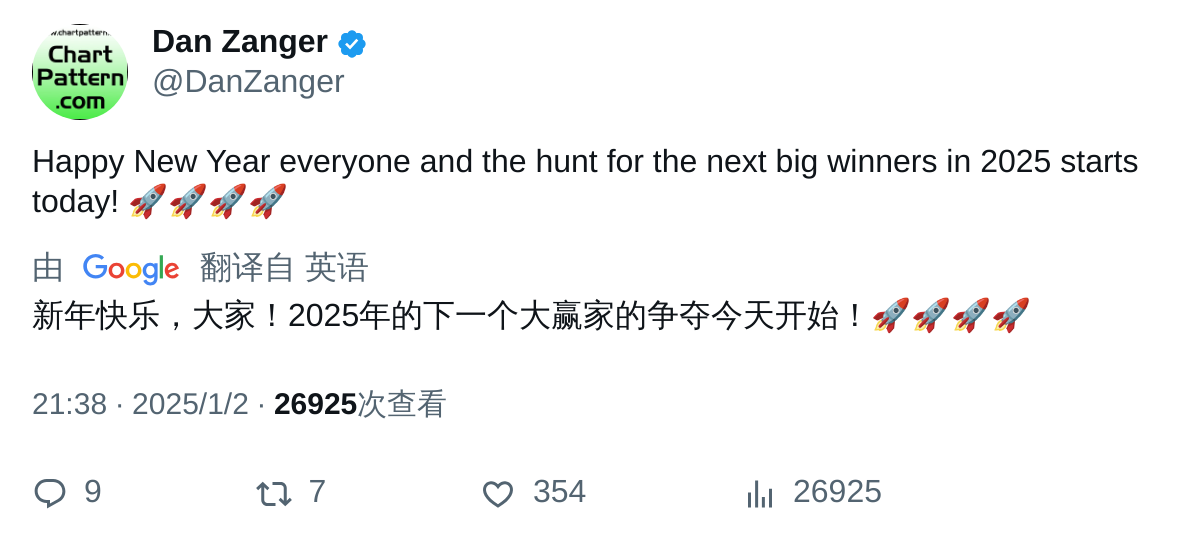 w.chartpattern.
Chart
Pattern
.com
Dan Zanger
@DanZanger
Happy New Year everyone and the hunt for the next big winners in 2025 starts
today! 🚀🚀🚀🚀
由 Google 翻译自 英语
新年快乐，大家！2025年的下一个大赢家的争夺今天开始！🚀🚀🚀🚀
21:38 · 2025/1/2 · 26925次查看
9 7 354 26925